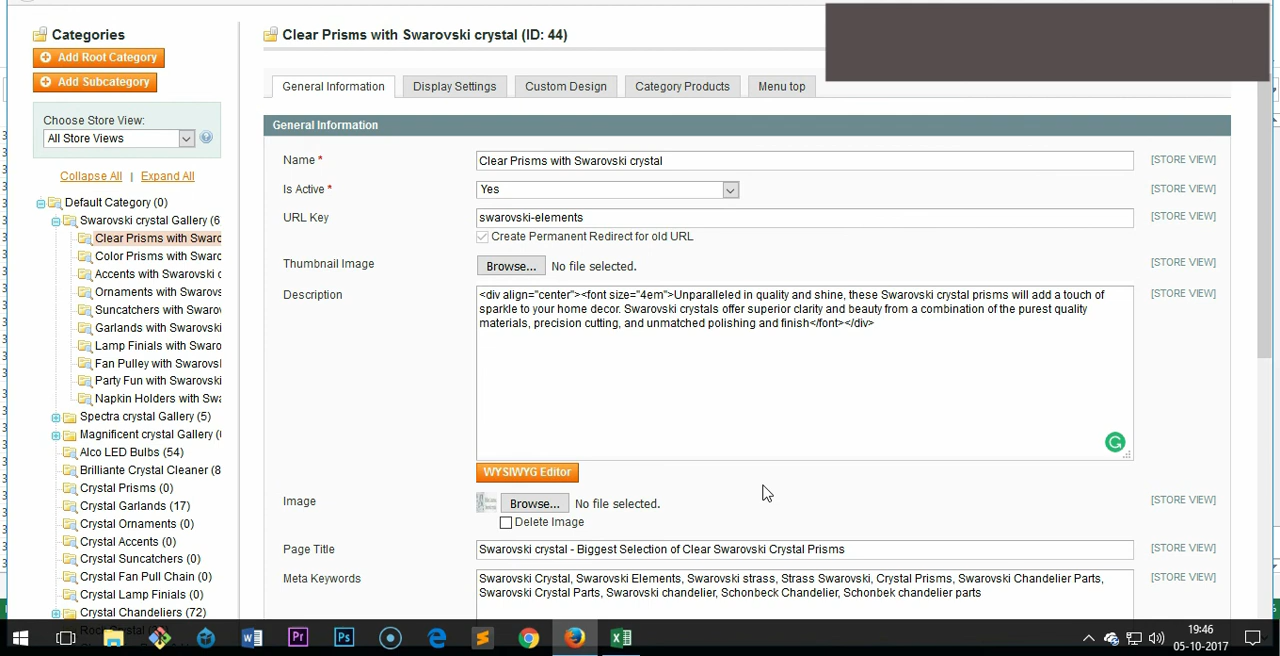 Categories
Add Root Category
Add Subcategory
Choose Store View:
All Store Views
Collapse All | Expand All
Default Category (0)
Swarovski crystal Gallery (6
Clear Prisms with Swarc
Color Prisms with Swarc
Accents with Swarovski c
Ornaments with Swarovs
Suncatchers with Swarov
Garlands with Swarovski
Lamp Finials with Swaro
Fan Pulley with Swarovsl
Party Fun with Swarovski
Napkin Holders with Swa
Spectra crystal Gallery (5)
Magnificent crystal Gallery (
Alco LED Bulbs (54)
Brilliante Crystal Cleaner (8
Crystal Prisms (0)
Crystal Garlands (17)
Crystal Ornaments (0)
Crystal Accents (0)
Crystal Suncatchers (0)
Crystal Fan Pull Chain (0)
Crystal Lamp Finials (0)
Crystal Chandeliers (72)
Clear Prisms with Swarovski crystal (ID: 44)
General Information
Display Settings
Custom Design
Category Products
Menu top
General Information
Name *
Clear Prisms with Swarovski crystal
[STORE VIEW]
Is Active *
Yes
[STORE VIEW]
URL Key
swarovski-elements
[STORE VIEW]
Create Permanent Redirect for old URL
Thumbnail Image
Browse... No file selected.
[STORE VIEW]
Description
<div align="center"><font size="4em">Unparalleled in quality and shine, these Swarovski crystal prisms will add a touch of
sparkle to your home decor. Swarovski crystals offer superior clarity and beauty from a combination of the purest quality
materials, precision cutting, and unmatched polishing and finish</font></div>
[STORE VIEW]
WYSIWYG Editor
Image
Browse... No file selected.
[STORE VIEW]
Delete Image
Page Title
Swarovski crystal - Biggest Selection of Clear Swarovski Crystal Prisms
[STORE VIEW]
Meta Keywords
Swarovski Crystal, Swarovski Elements, Swarovski strass, Strass Swarovski, Crystal Prisms, Swarovski Chandelier Parts,
Swarovski Crystal Parts, Swarovski chandelier, Schonbeck Chandelier, Schonbek chandelier parts
[STORE VIEW]
Pr
Ps
19:46
05-10-2017